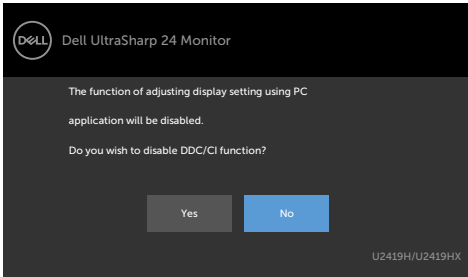 DELL Dell UltraSharp 24 Monitor
The function of adjusting display setting using PC
application will be disabled.
Do you wish to disable DDC/CI function?
Yes No
U2419H/U2419HX